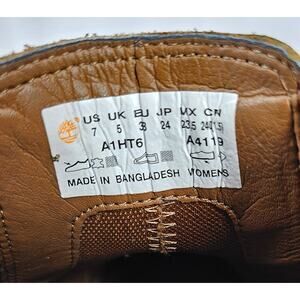 US UK EU JP MX CN
7 5 38 24 23,5 240(1.5)
A1HT6 A4119
MADE IN BANGLADESH WOMENS